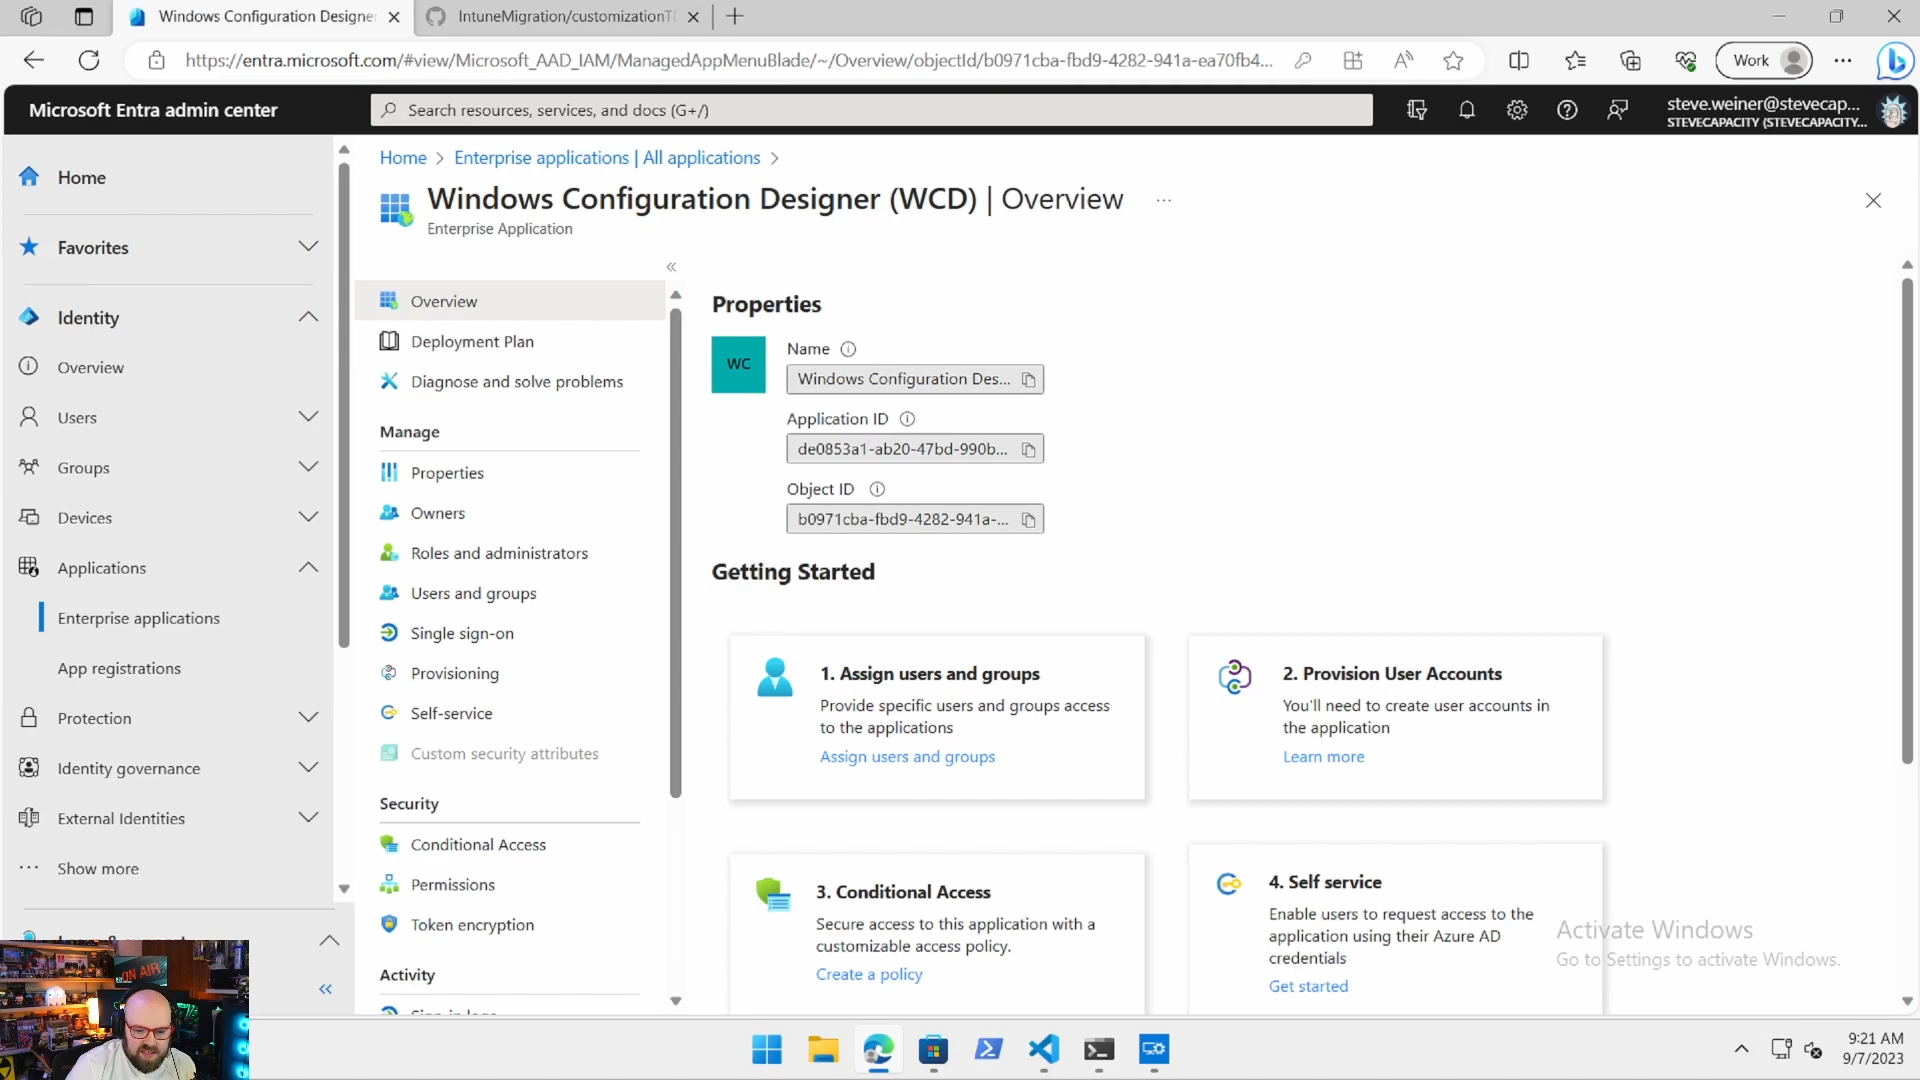 Windows Configuration Designer
IntuneMigration/customizationT
https://entra.microsoft.com/#view/Microsoft_AAD_IAM/ManagedAppMenuBlade/~/Overview/objectId/b0971cba-fbd9-4282-941a-ea70fb4...
Work
Microsoft Entra admin center
Search resources, services, and docs (G+/)
steve.weiner@stevecap...
STEVECAPACITY (STEVECAPACITY...
Home
Favorites
Identity
Overview
Users
Groups
Devices
Applications
Enterprise applications
App registrations
Protection
Identity governance
External Identities
Show more
Home > Enterprise applications | All applications >
Windows Configuration Designer (WCD) | Overview ...
Enterprise Application
Overview
Deployment Plan
Diagnose and solve problems
Manage
Properties
Owners
Roles and administrators
Users and groups
Single sign-on
Provisioning
Self-service
Custom security attributes
Security
Conditional Access
Permissions
Token encryption
Activity
Properties
WC
Name
Windows Configuration Des...
Application ID
de0853a1-ab20-47bd-990b...
Object ID
b0971cba-fbd9-4282-941a-...
Getting Started
1. Assign users and groups
Provide specific users and groups access
to the applications
Assign users and groups
2. Provision User Accounts
You'll need to create user accounts in
the application
Learn more
3. Conditional Access
Secure access to this application with a
customizable access policy.
Create a policy
4. Self service
Enable users to request access to the
application using their Azure AD
credentials
Get started
Activate Windows
Go to Settings to activate Windows.
ON AIR
9:21 AM
9/7/2023